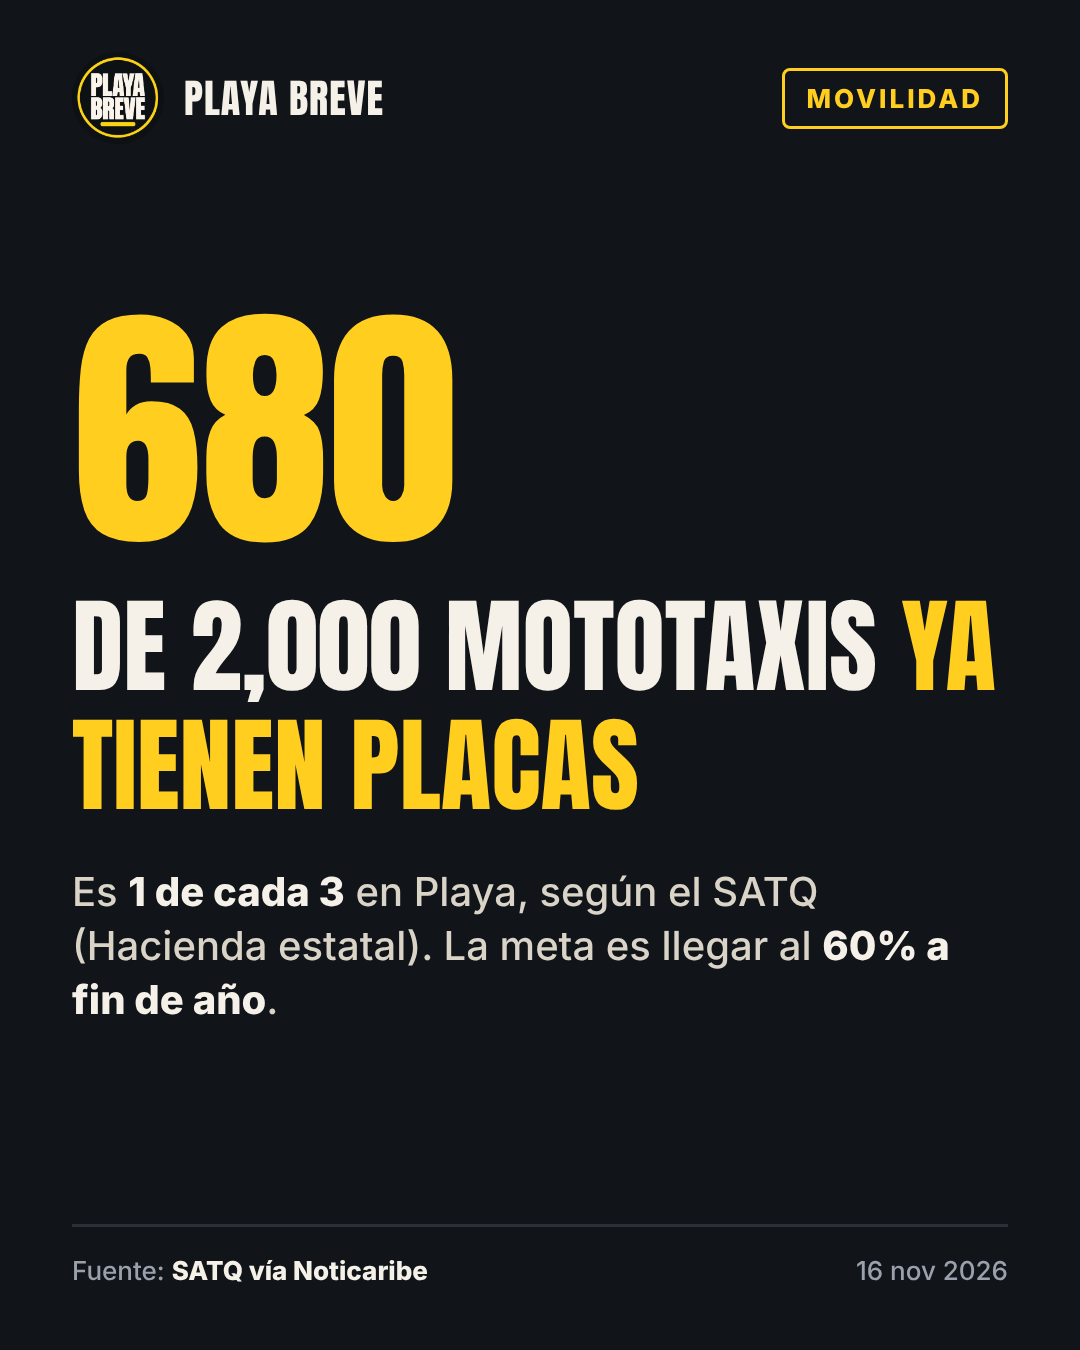 PLAYA
BREVE
PLAYA BREVE
MOVILIDAD
680
DE 2,000 MOTOTAXIS YA
TIENEN PLACAS
Es 1 de cada 3 en Playa, según el SATQ
(Hacienda estatal). La meta es llegar al 60% a
fin de año.
Fuente: SATQ vía Noticaribe
16 nov 2026